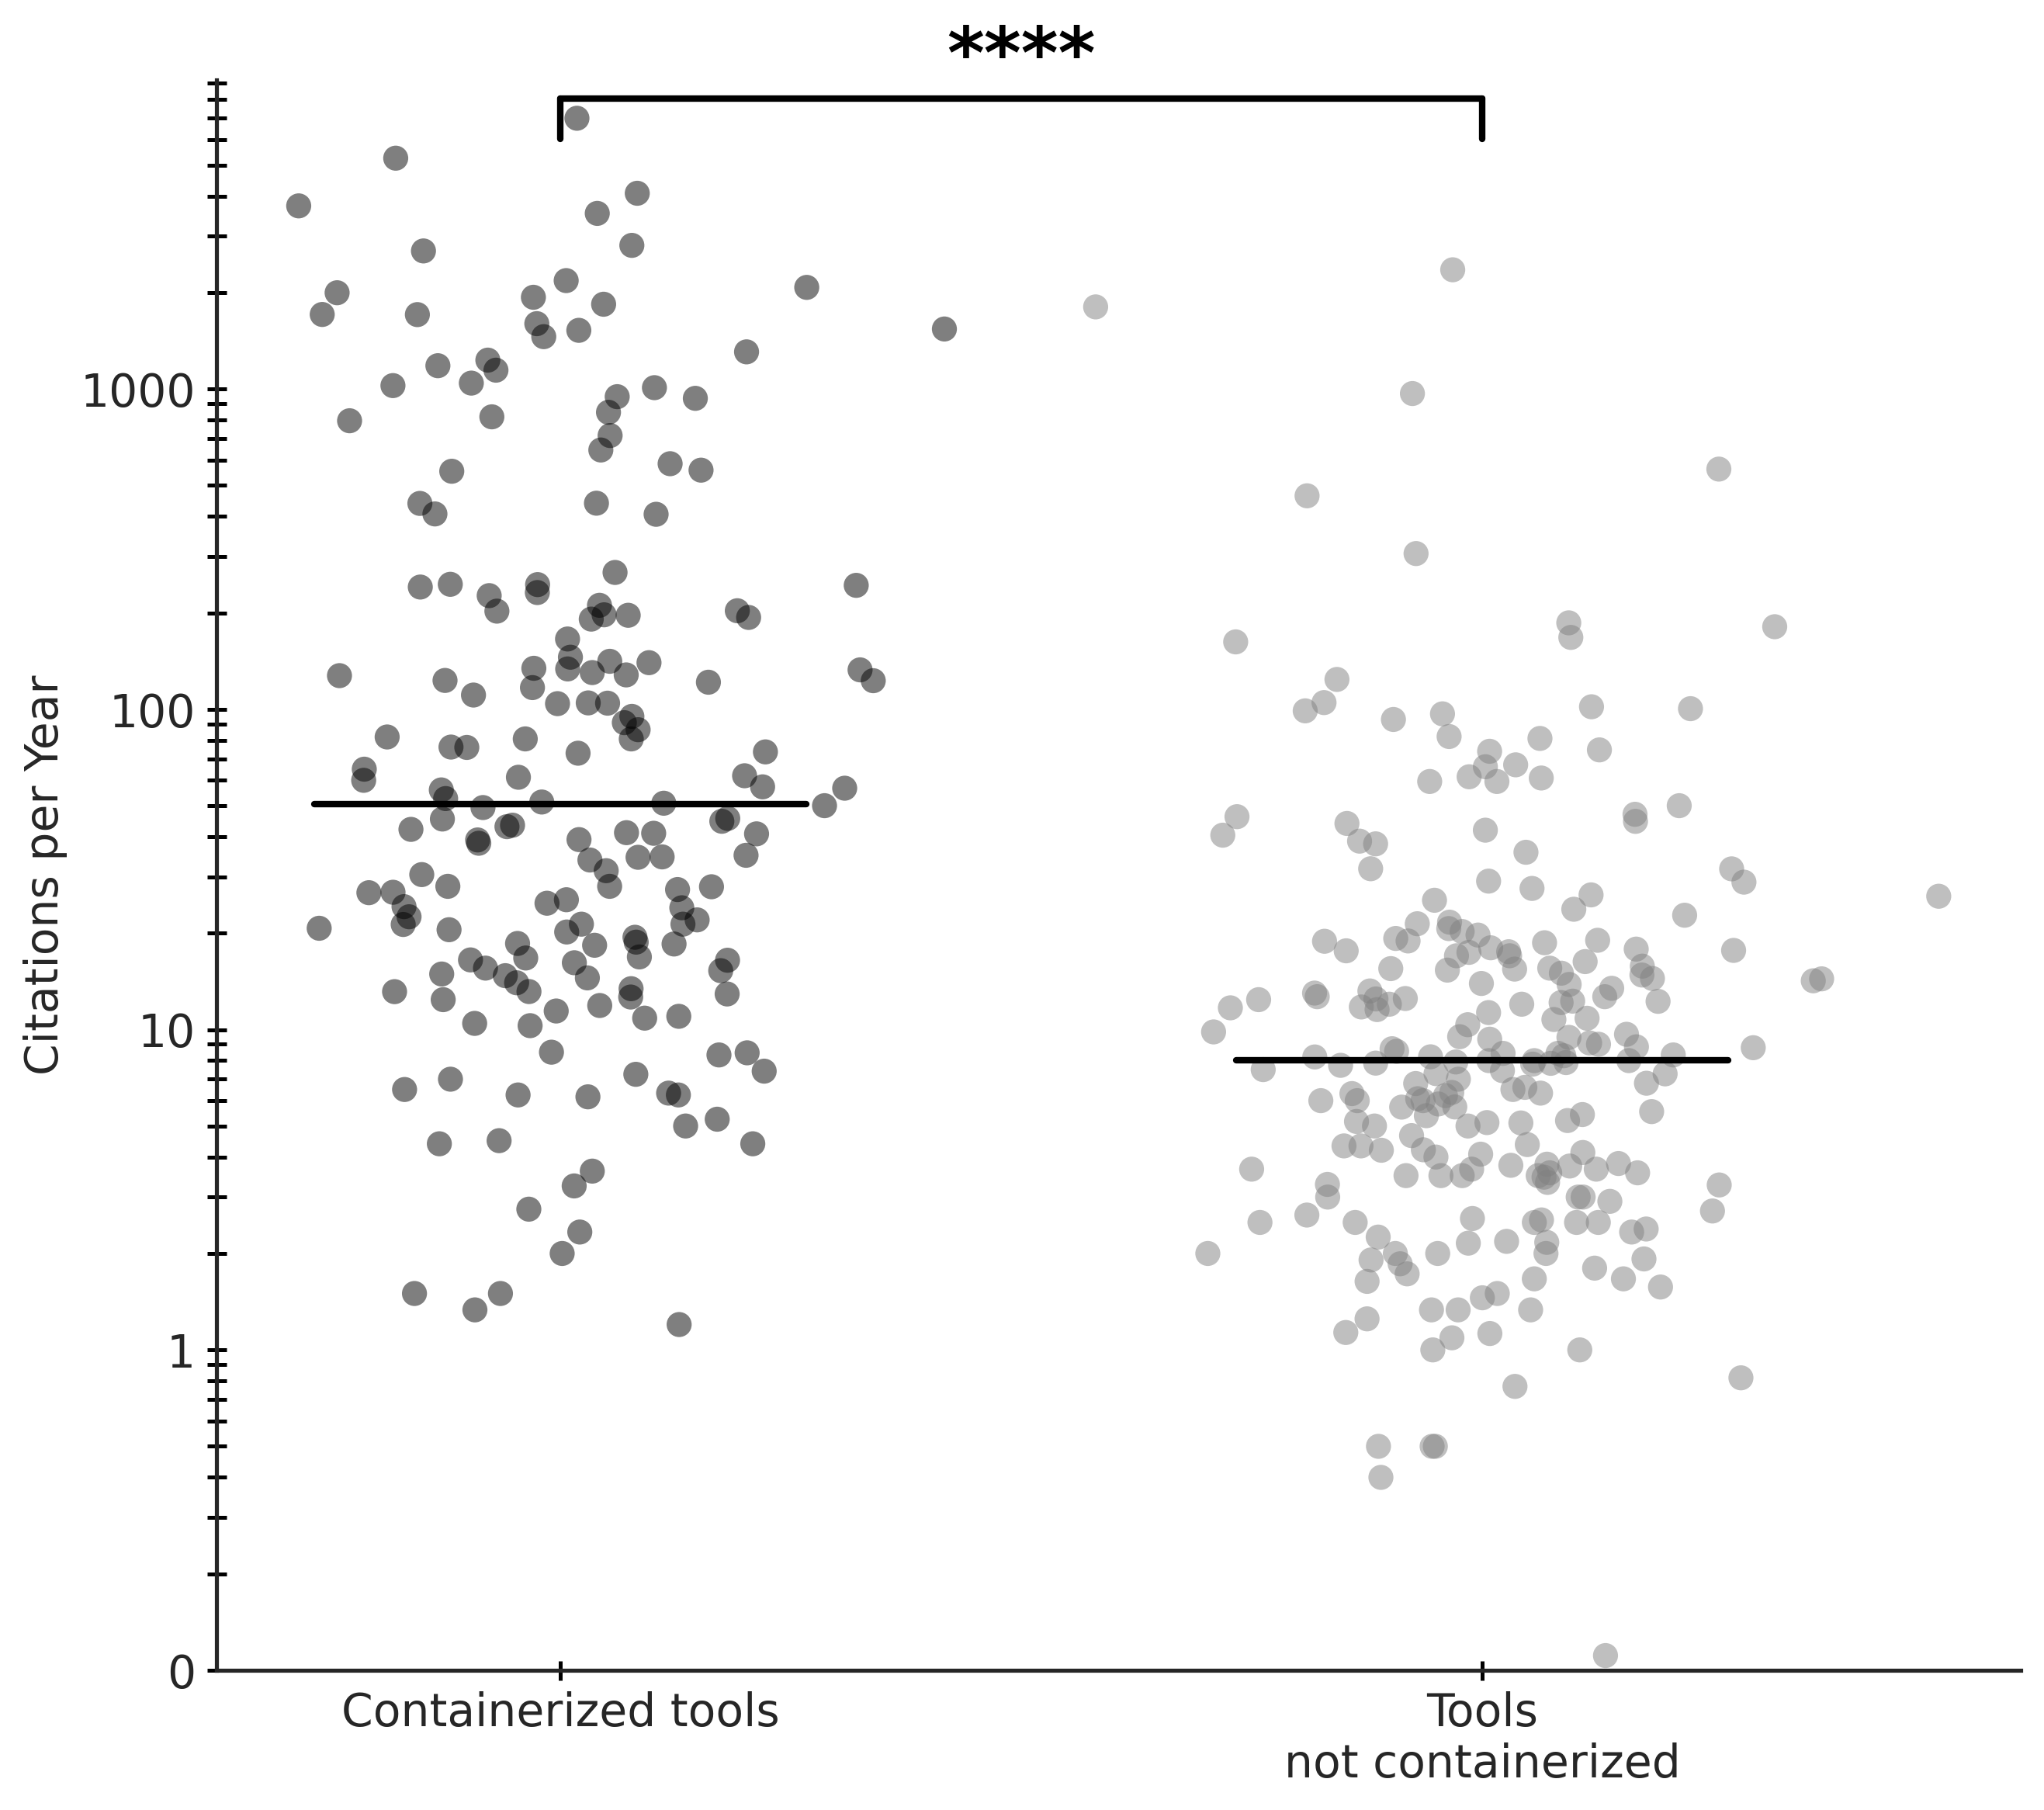 ****
Citations per Year
1000
100
10
1
0
Containerized tools
Tools
not containerized